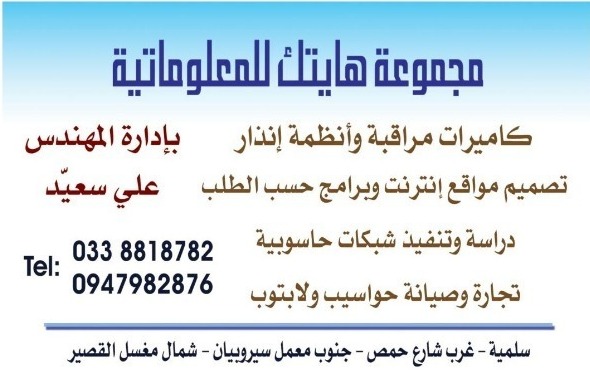 مجموعة هايتك للمعلوماتية
كاميرات مراقبة وأنظمة إنذار
تصميم مواقع إنترنت وبرامج حسب الطلب
دراسة وتنفيذ شبكات حاسوبية
تجارة وصيانة حواسيب ولابتوب
بإدارة المهندس
علي سعيّد
Tel: 033 8818782
0947982876
سلمية - غرب شارع حمص - جنوب معمل سيروبيان - شمال مغسل القصير